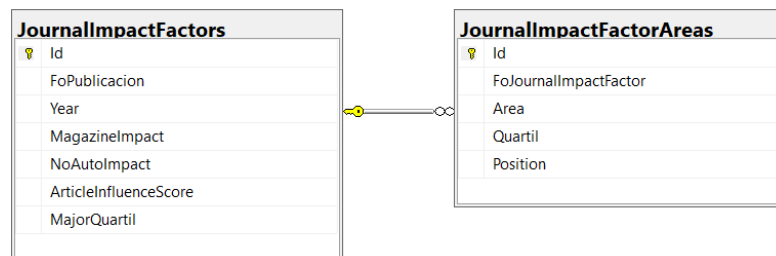 JournalImpactFactors
Id
FoPublicacion
Year
MagazineImpact
NoAutoImpact
ArticleInfluenceScore
MajorQuartil
JournalImpactFactorAreas
Id
FoJournalImpactFactor
Area
Quartil
Position